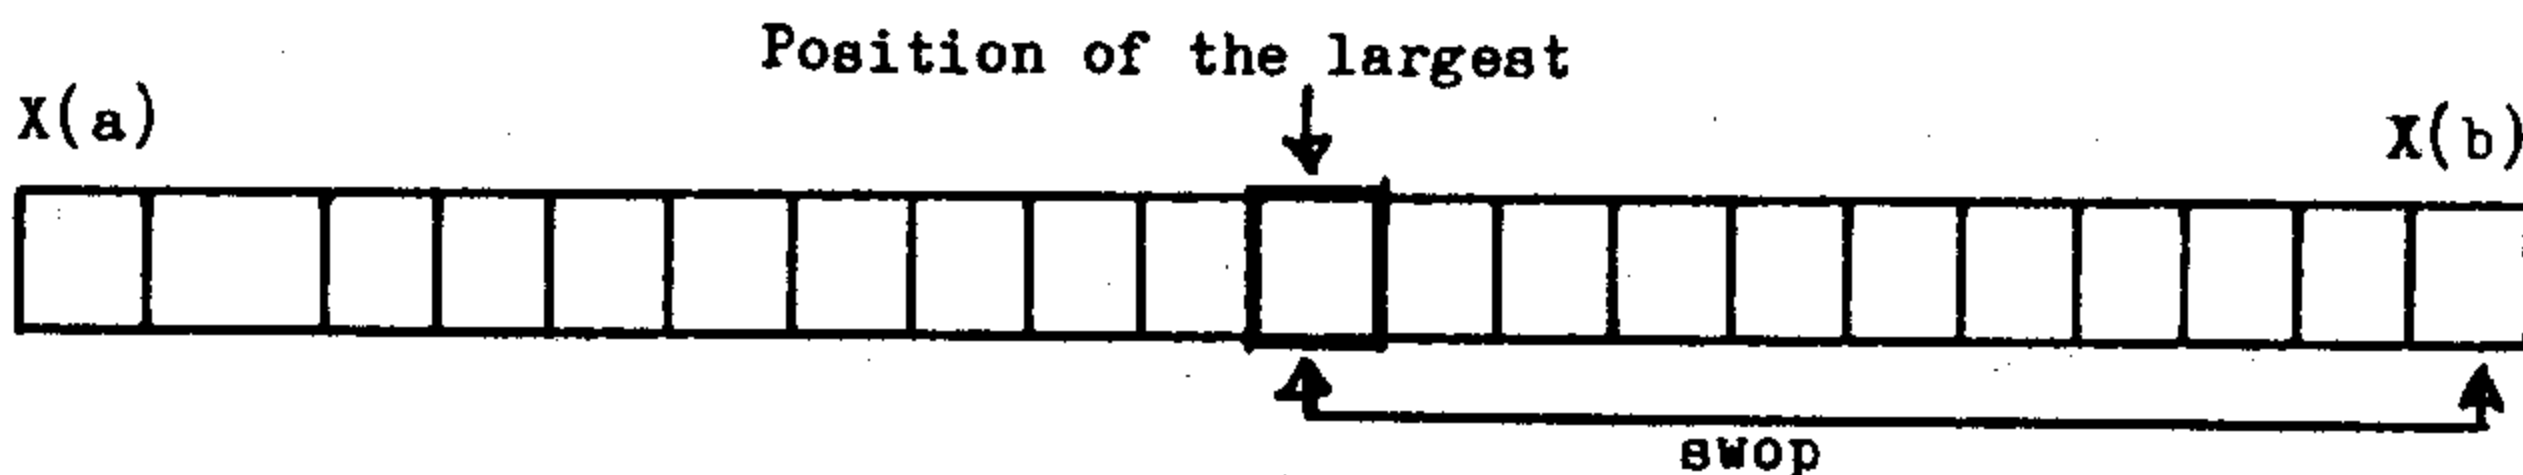 Position of the largest
X(a)
X(b)
swop